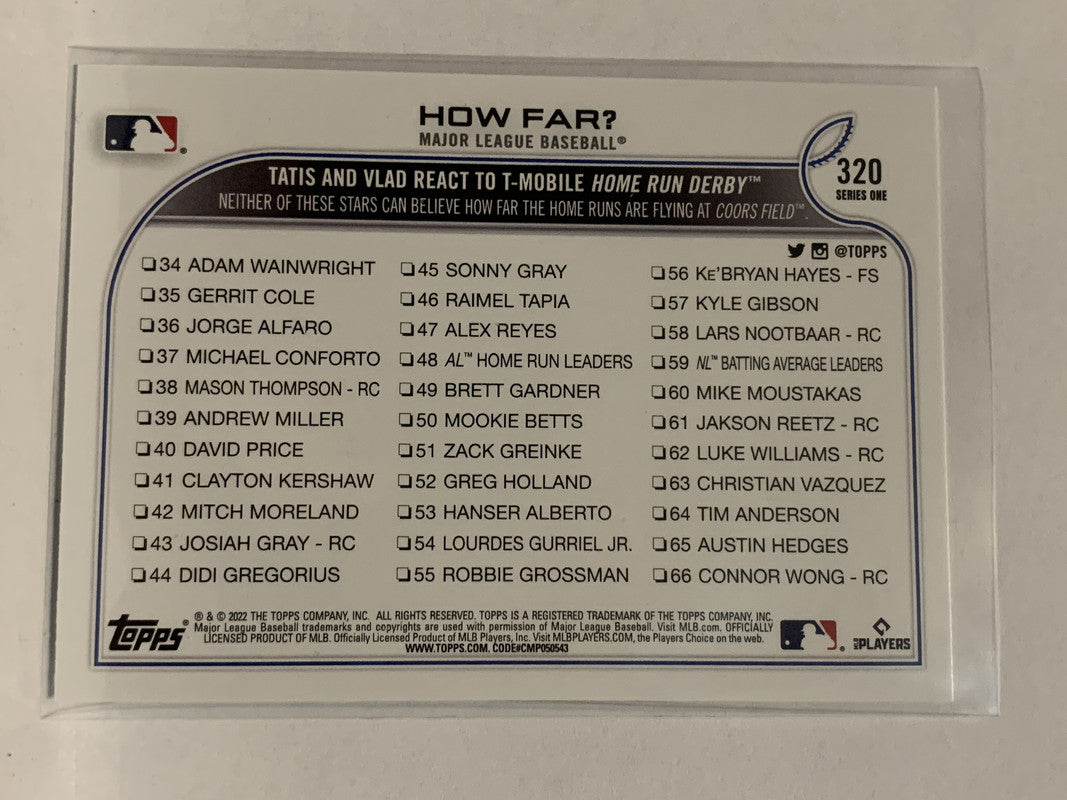 HOW FAR?
MAJOR LEAGUE BASEBALL®
TATIS AND VLAD REACT TO T-MOBILE HOME RUN DERBY™
NEITHER OF THESE STARS CAN BELIEVE HOW FAR THE HOME RUNS ARE FLYING AT COORS FIELD™.
320
SERIES ONE
@TOPPS
❏34 ADAM WAINWRIGHT
❏35 GERRIT COLE
❏36 JORGE ALFARO
❏37 MICHAEL CONFORTO
❏38 MASON THOMPSON - RC
❏39 ANDREW MILLER
❏40 DAVID PRICE
❏41 CLAYTON KERSHAW
❏42 MITCH MORELAND
❏43 JOSIAH GRAY - RC
❏44 DIDI GREGORIUS
❏45 SONNY GRAY
❏46 RAIMEL TAPIA
❏47 ALEX REYES
❏48 AL™ HOME RUN LEADERS
❏49 BRETT GARDNER
❏50 MOOKIE BETTS
❏51 ZACK GREINKE
❏52 GREG HOLLAND
❏53 HANSER ALBERTO
❏54 LOURDES GURRIEL JR.
❏55 ROBBIE GROSSMAN
❏56 KE'BRYAN HAYES - FS
❏57 KYLE GIBSON
❏58 LARS NOOTBAAR - RC
❏59 NL™ BATTING AVERAGE LEADERS
❏60 MIKE MOUSTAKAS
❏61 JAKSON REETZ - RC
❏62 LUKE WILLIAMS - RC
❏63 CHRISTIAN VAZQUEZ
❏64 TIM ANDERSON
❏65 AUSTIN HEDGES
❏66 CONNOR WONG - RC
topps®
® & © 2022 THE TOPPS COMPANY, INC. ALL RIGHTS RESERVED. TOPPS IS A REGISTERED TRADEMARK OF THE TOPPS COMPANY, INC.
Major League Baseball trademarks and copyrights are used with permission of Major League Baseball. Visit MLB.com. OFFICIALLY
LICENSED PRODUCT OF MLB. Officially Licensed Product of MLB Players, Inc. Visit MLBPLAYERS.COM, the Players Choice on the web.
WWW.TOPPS.COM. CODE#CMP050543
MLB PLAYERS